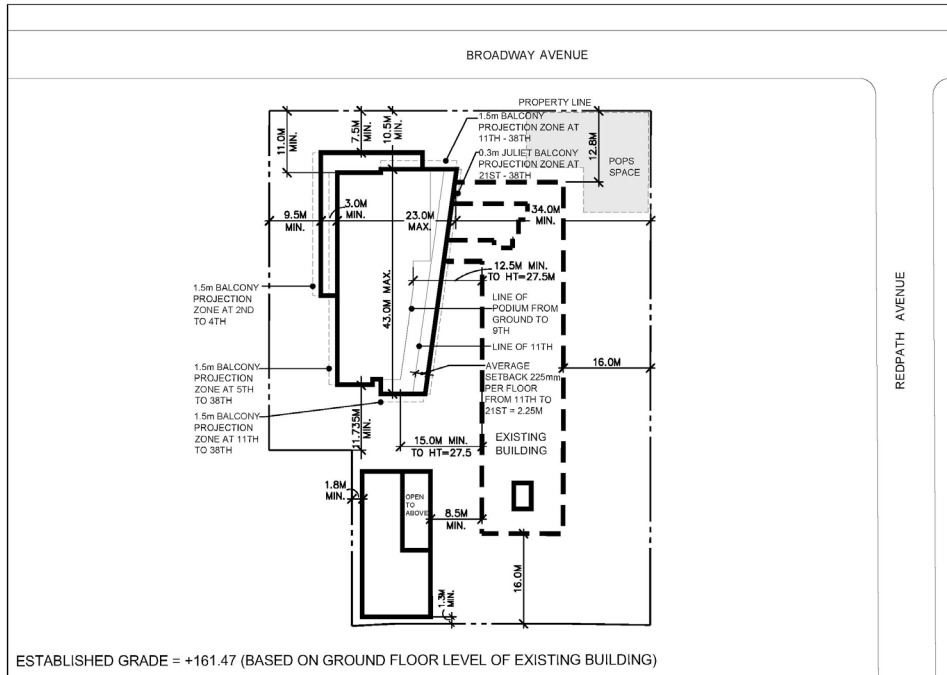 BROADWAY AVENUE
PROPERTY LINE
1.5m BALCONY
PROJECTION ZONE AT
11TH - 38TH
0.3m JULIET BALCONY
PROJECTION ZONE AT
21ST - 38TH
11.0M
MIN.
7.5M
MIN.
10.5M
MIN.
12.8M
POPS
SPACE
9.5M
MIN.
3.0M
MIN.
23.0M
MAX.
34.0M
MIN.
12.5M MIN.
TO HT=27.5M
1.5m BALCONY
PROJECTION
ZONE AT 2ND
TO 4TH
43.0M MAX.
LINE OF
PODIUM FROM
GROUND TO
9TH
LINE OF 11TH
REDPATH AVENUE
1.5m BALCONY
PROJECTION
ZONE AT 5TH
TO 38TH
AVERAGE
SETBACK 225mm
PER FLOOR
FROM 11TH TO
21ST = 2.25M
16.0M
1.5m BALCONY
PROJECTION
ZONE AT 11TH
TO 38TH
11.735M
MIN.
15.0M MIN.
TO HT=27.5
EXISTING
BUILDING
1.8M
MIN.
OPEN
TO
ABOVE
8.5M
MIN.
16.0M
1.3M
MIN.
ESTABLISHED GRADE = +161.47 (BASED ON GROUND FLOOR LEVEL OF EXISTING BUILDING)